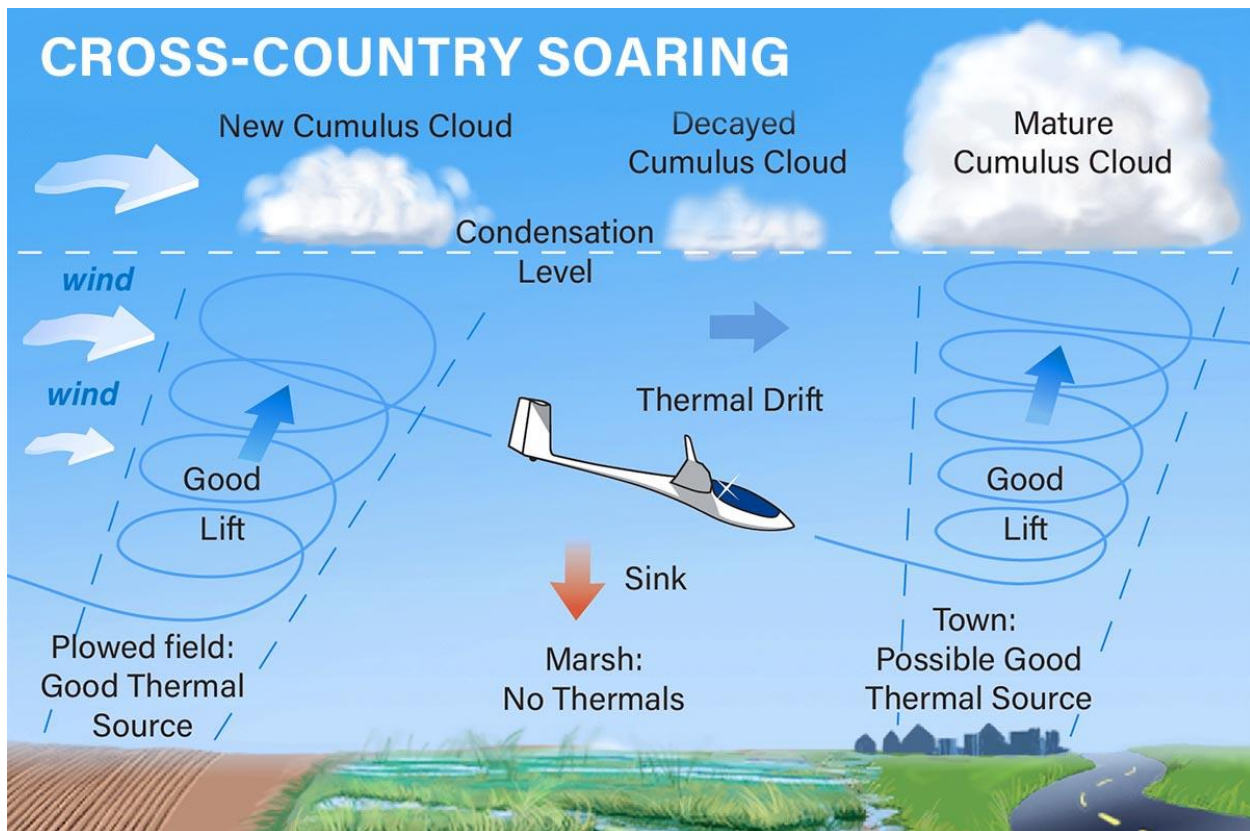 CROSS-COUNTRY SOARING
New Cumulus Cloud
Decayed
Cumulus Cloud
Mature
Cumulus Cloud
Condensation
Level
wind
wind
Thermal Drift
Good
Lift
Good
Lift
Sink
Plowed field:
Good Thermal
Source
Marsh:
No Thermals
Town:
Possible Good
Thermal Source